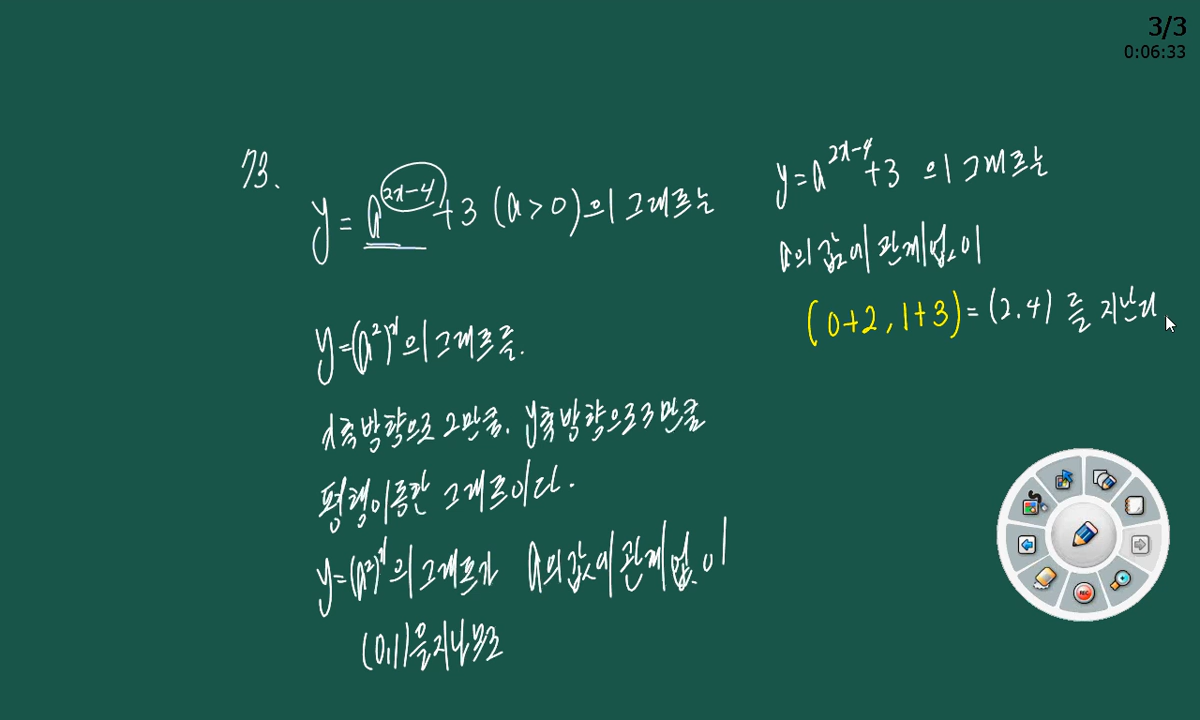 3/3
0:06:33
73.
y = a^{2x-4} + 3 (a > 0) 의 그래프는
y = (a²)^x 의 그래프를.
x축방향으로 2만큼. y축방향으로 3만큼
평행이동한 그래프이다.
y = (a²)^x 의 그래프가 a의 값에 관계없이
(0,1)을 지나므로
y = a^{2x-4} + 3 의 그래프는
a의 값에 관계없이
(0+2, 1+3) = (2.4) 를 지난다
REC